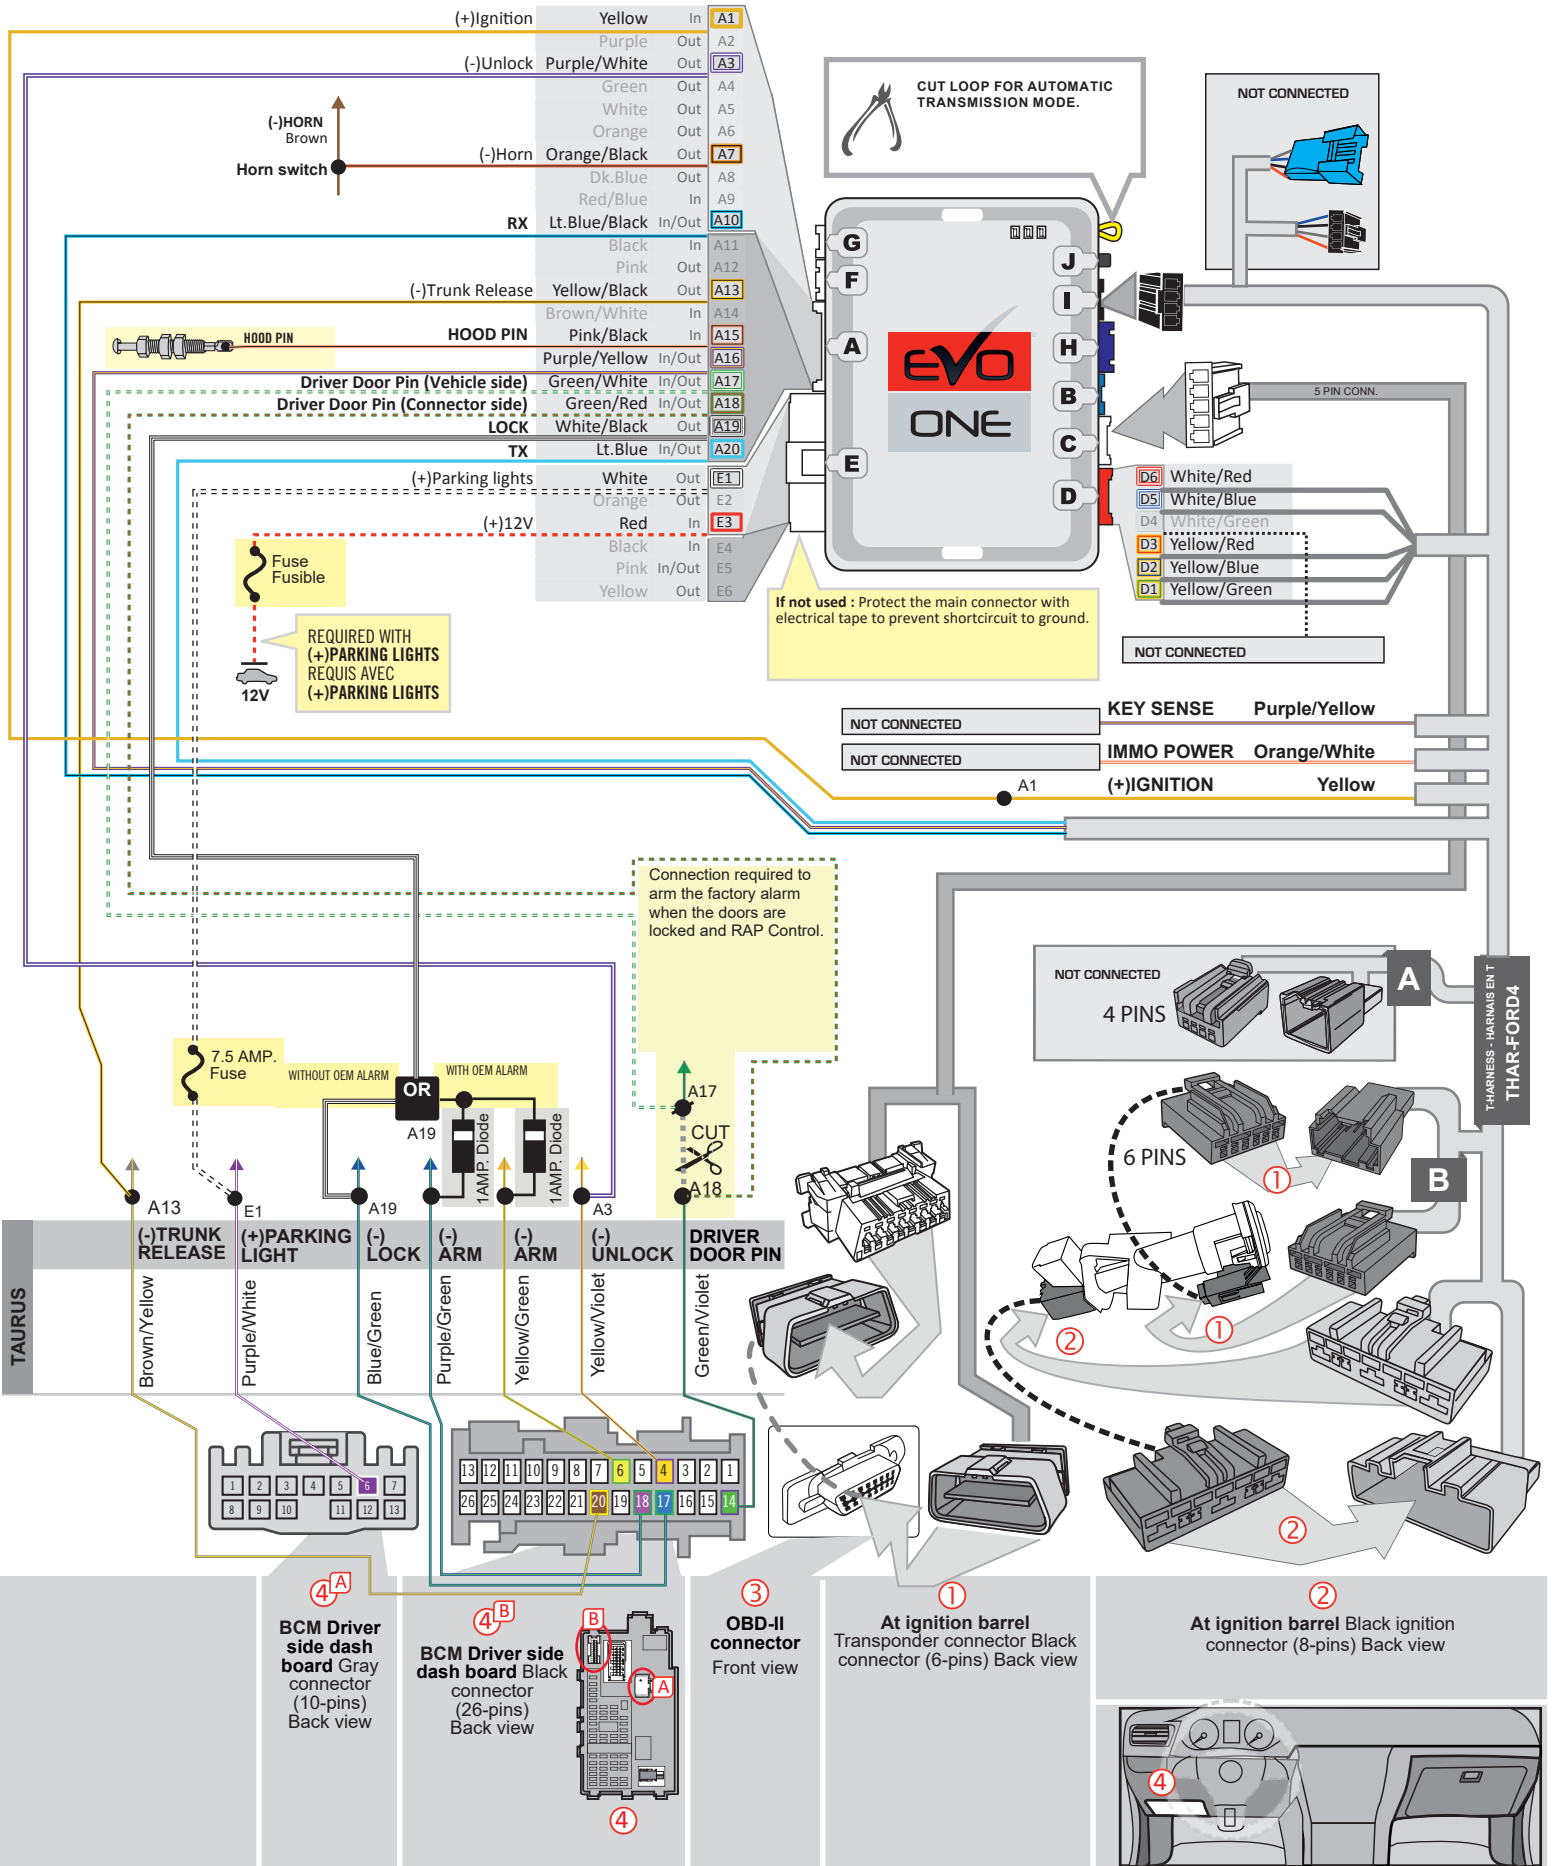 (+)Ignition Yellow In A1
Purple Out A2
(-)Unlock Purple/White Out A3
Green Out A4
White Out A5
Orange Out A6
(-)Horn Orange/Black Out A7
Dk.Blue Out A8
Red/Blue In A9
RX Lt.Blue/Black In/Out A10
Black In A11
Pink Out A12
(-)Trunk Release Yellow/Black Out A13
Brown/White In A14
HOOD PIN Pink/Black In A15
Purple/Yellow In/Out A16
Driver Door Pin (Vehicle side) Green/White In/Out A17
Driver Door Pin (Connector side) Green/Red In/Out A18
LOCK White/Black Out A19
TX Lt.Blue In/Out A20
(+)Parking lights White Out E1
Orange Out E2
(+)12V Red In E3
Black In E4
Pink In/Out E5
Yellow Out E6
(-)HORN
Brown
Horn switch
HOOD PIN
Fuse
Fusible
REQUIRED WITH
(+)PARKING LIGHTS
REQUIS AVEC
(+)PARKING LIGHTS
12V
CUT LOOP FOR AUTOMATIC
TRANSMISSION MODE.
NOT CONNECTED
G
F
A
E
J
I
H
B
C
D
EVO
ONE
5 PIN CONN.
D6 White/Red
D5 White/Blue
D4 White/Green
D3 Yellow/Red
D2 Yellow/Blue
D1 Yellow/Green
If not used : Protect the main connector with
electrical tape to prevent shortcircuit to ground.
NOT CONNECTED
NOT CONNECTED KEY SENSE Purple/Yellow
NOT CONNECTED IMMO POWER Orange/White
A1 (+)IGNITION Yellow
Connection required to
arm the factory alarm
when the doors are
locked and RAP Control.
NOT CONNECTED
4 PINS
A
T-HARNESS - HARNAIS EN T
THAR-FORD4
7.5 AMP.
Fuse
WITHOUT OEM ALARM
OR
WITH OEM ALARM
A19
1AMP. Diode
1AMP. Diode
A17
CUT
A18
6 PINS
1
B
A13
E1
A19
A3
TAURUS
(-)TRUNK
RELEASE
(+)PARKING
LIGHT
(-)
LOCK
(-)
ARM
(-)
ARM
(-)
UNLOCK
DRIVER
DOOR PIN
Brown/Yellow
Purple/White
Blue/Green
Purple/Green
Yellow/Green
Yellow/Violet
Green/Violet
2
1
2
1 2 3 4 5 6 7
8 9 10 11 12 13
13 12 11 10 9 8 7 6 5 4 3 2 1
26 25 24 23 22 21 20 19 18 17 16 15 14
4 A
BCM Driver
side dash
board Gray
connector
(10-pins)
Back view
4 B
BCM Driver side
dash board Black
connector
(26-pins)
Back view
B
A
4
3
OBD-II
connector
Front view
1
At ignition barrel
Transponder connector Black
connector (6-pins) Back view
2
At ignition barrel Black ignition
connector (8-pins) Back view
4